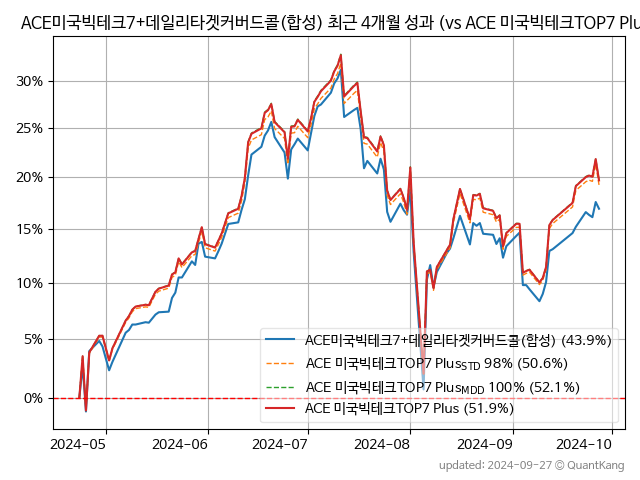 ACE미국빅테크7+데일리타겟커버드콜(합성) 최근 4개월 성과 (vs ACE 미국빅테크TOP7 Plu
30%
25%
20%
15%
10%
5%
0%
ACE미국빅테크7+데일리타겟커버드콜(합성) (43.9%)
ACE 미국빅테크TOP7 PlusSTD 98% (50.6%)
ACE 미국빅테크TOP7 PlusMDD 100% (52.1%)
ACE 미국빅테크TOP7 Plus (51.9%)
2024-05 2024-06 2024-07 2024-08 2024-09 2024-10
updated: 2024-09-27 © QuantKang